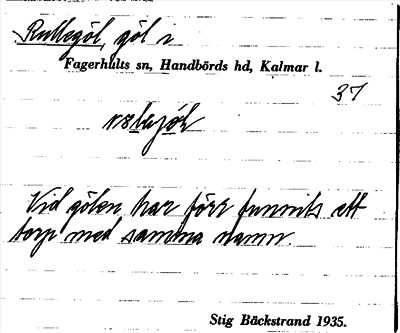 Rullegöl, göl i
Fagerhults sn, Handbörds hd, Kalmar l.
37
Vid gölen har förr funnits ett
torp med samma namn.
Stig Bäckstrand 1935.